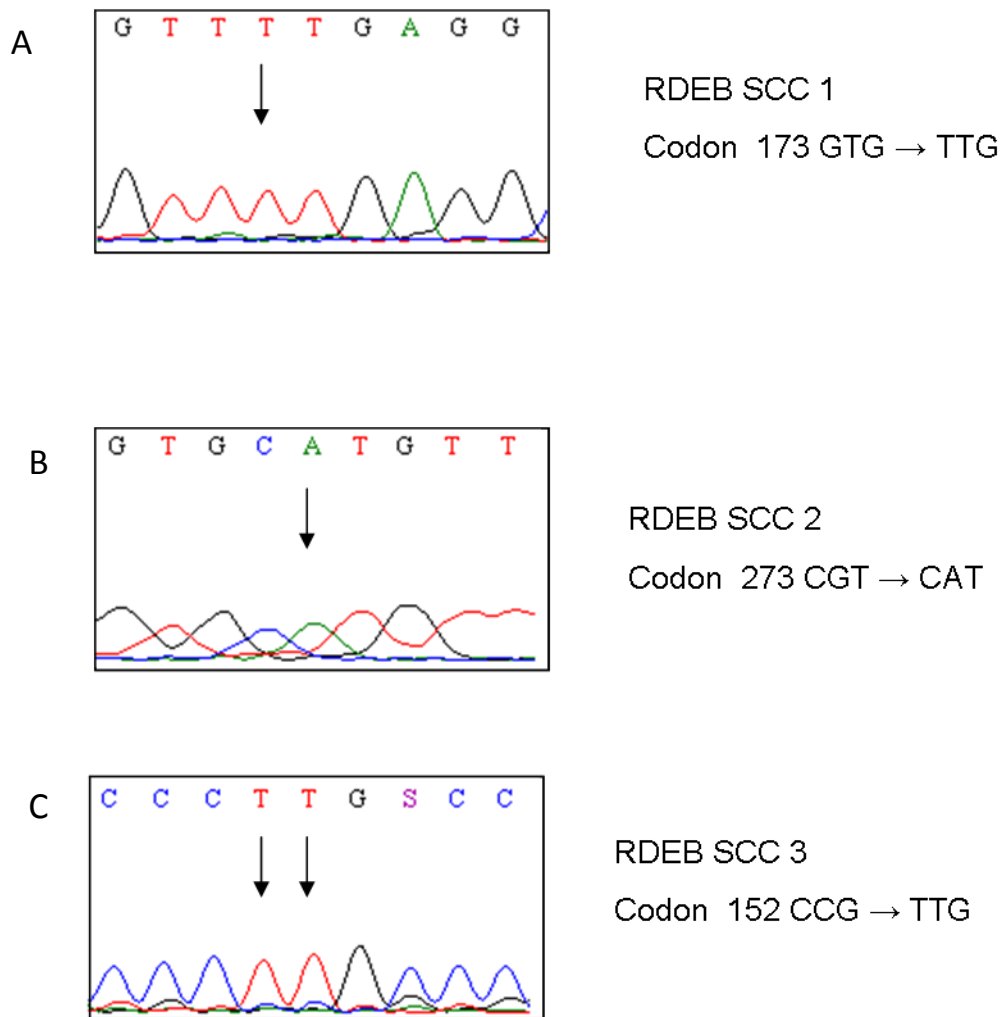 A
G T T T T G A G G
RDEB SCC 1
Codon 173 GTG → TTG
B
G T G C A T G T T
RDEB SCC 2
Codon 273 CGT → CAT
C
C C C T T G S C C
RDEB SCC 3
Codon 152 CCG → TTG